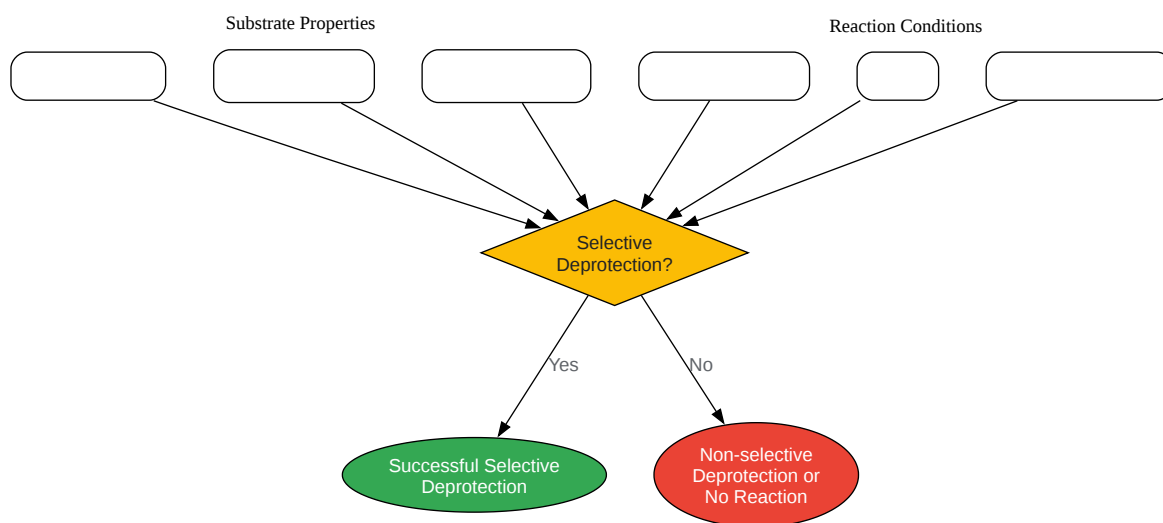 Substrate Properties
Reaction Conditions
Selective
Deprotection?
Yes
No
Successful Selective
Deprotection
Non-selective
Deprotection or
No Reaction